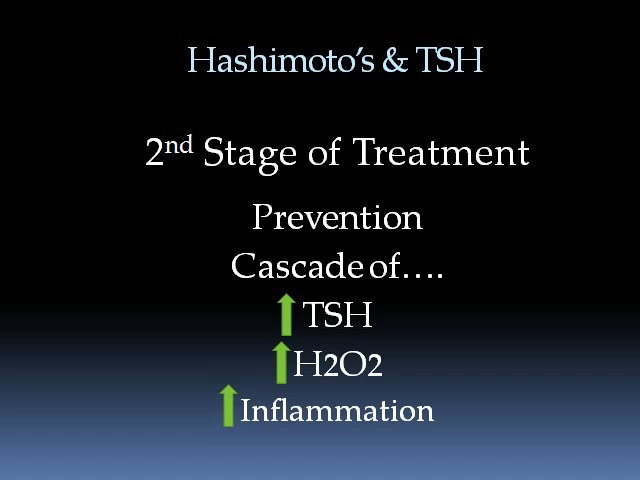 Hashimoto's & TSH
2nd Stage of Treatment
Prevention
Cascade of….
TSH
H2O2
Inflammation